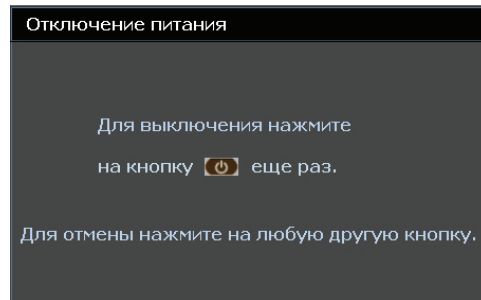 Отключение питания
Для выключения нажмите
на кнопку еще раз.
Для отмены нажмите на любую другую кнопку.